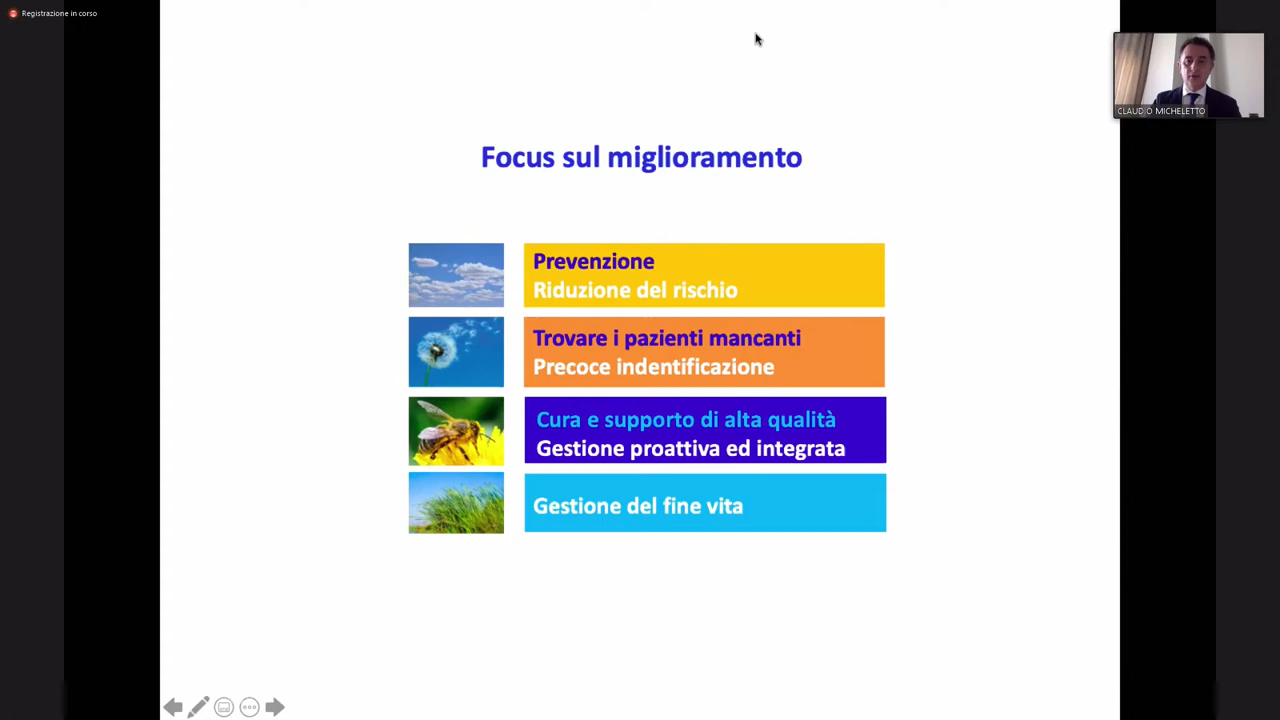 Registrazione in corso
CLAUDIO MICHELETTO
Focus sul miglioramento
Prevenzione
Riduzione del rischio
Trovare i pazienti mancanti
Precoce indentificazione
Cura e supporto di alta qualità
Gestione proattiva ed integrata
Gestione del fine vita